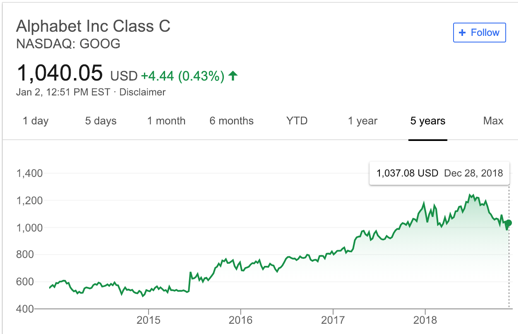 Alphabet Inc Class C
NASDAQ: GOOG
+ Follow
1,040.05 USD +4.44 (0.43%) ↑
Jan 2, 12:51 PM EST · Disclaimer
1 day 5 days 1 month 6 months YTD 1 year 5 years Max
1,037.08 USD Dec 28, 2018
1,400
1,200
1,000
800
600
400
2015 2016 2017 2018